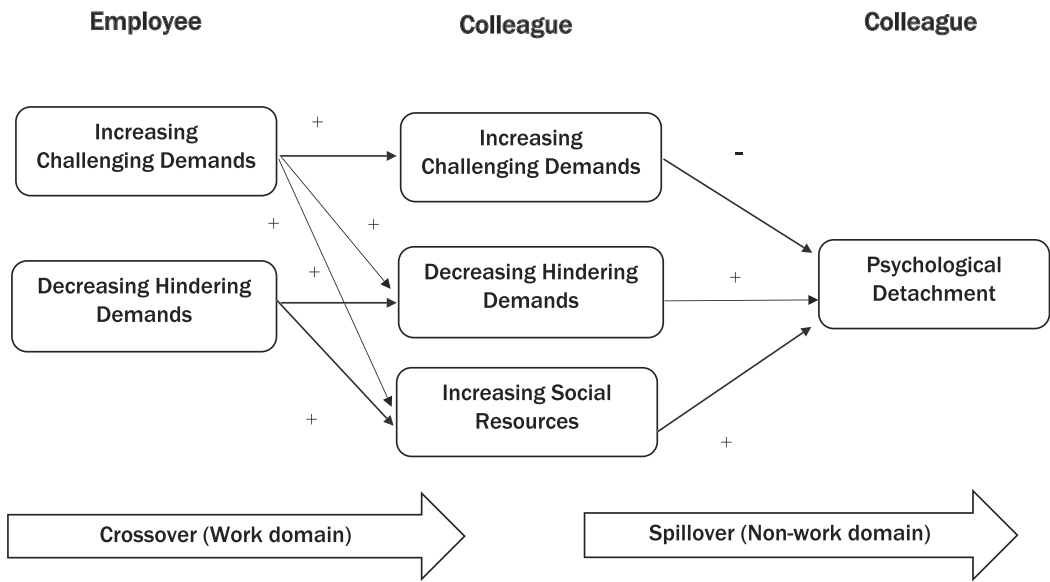 Employee
Colleague
Colleague
Increasing
Challenging Demands
+
Increasing
Challenging Demands
-
+
+
Decreasing Hindering
Demands
+
Decreasing Hindering
Demands
+
Psychological
Detachment
+
Increasing Social
Resources
+
Crossover (Work domain)
Spillover (Non-work domain)